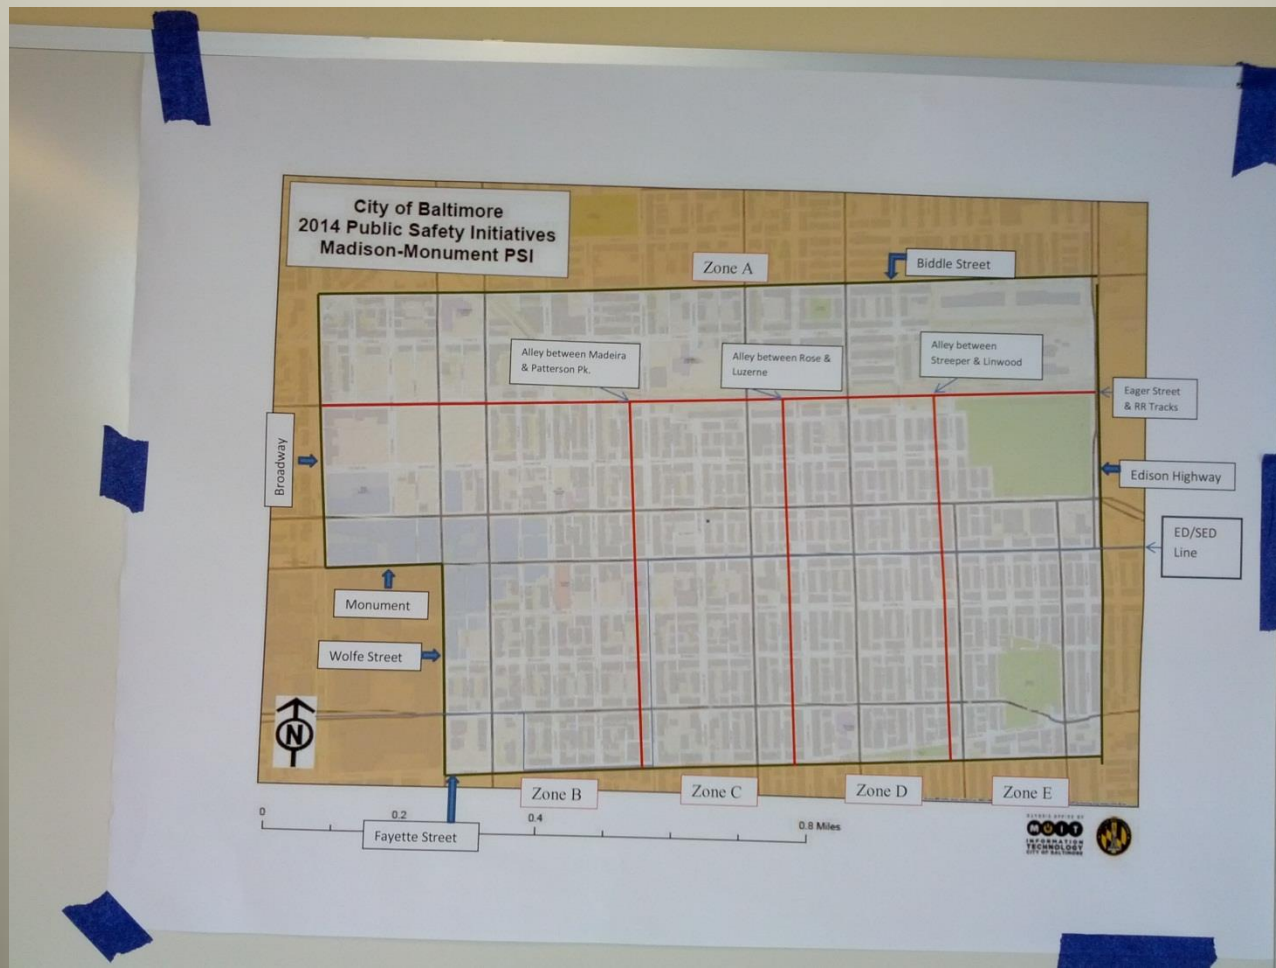 City of Baltimore
2014 Public Safety Initiatives
Madison-Monument PSI
Zone A
Biddle Street
Alley between Madeira
& Patterson Pk.
Alley between Rose &
Luzerne
Alley between
Streeper & Linwood
Eager Street
& RR Tracks
Broadway
Edison Highway
ED/SED
Line
Monument
Wolfe Street
N
Zone B
Zone C
Zone D
Zone E
0
0.2
0.4
0.8 Miles
Fayette Street
MOIT
INFORMATION
TECHNOLOGY
CITY OF BALTIMORE